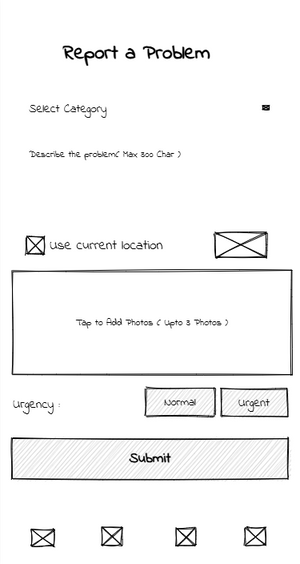 Report a Problem
Select Category
Describe the problem( Max 300 Char )
Use current location
Tap to Add Photos ( Upto 3 Photos )
Urgency :
Normal
Urgent
Submit